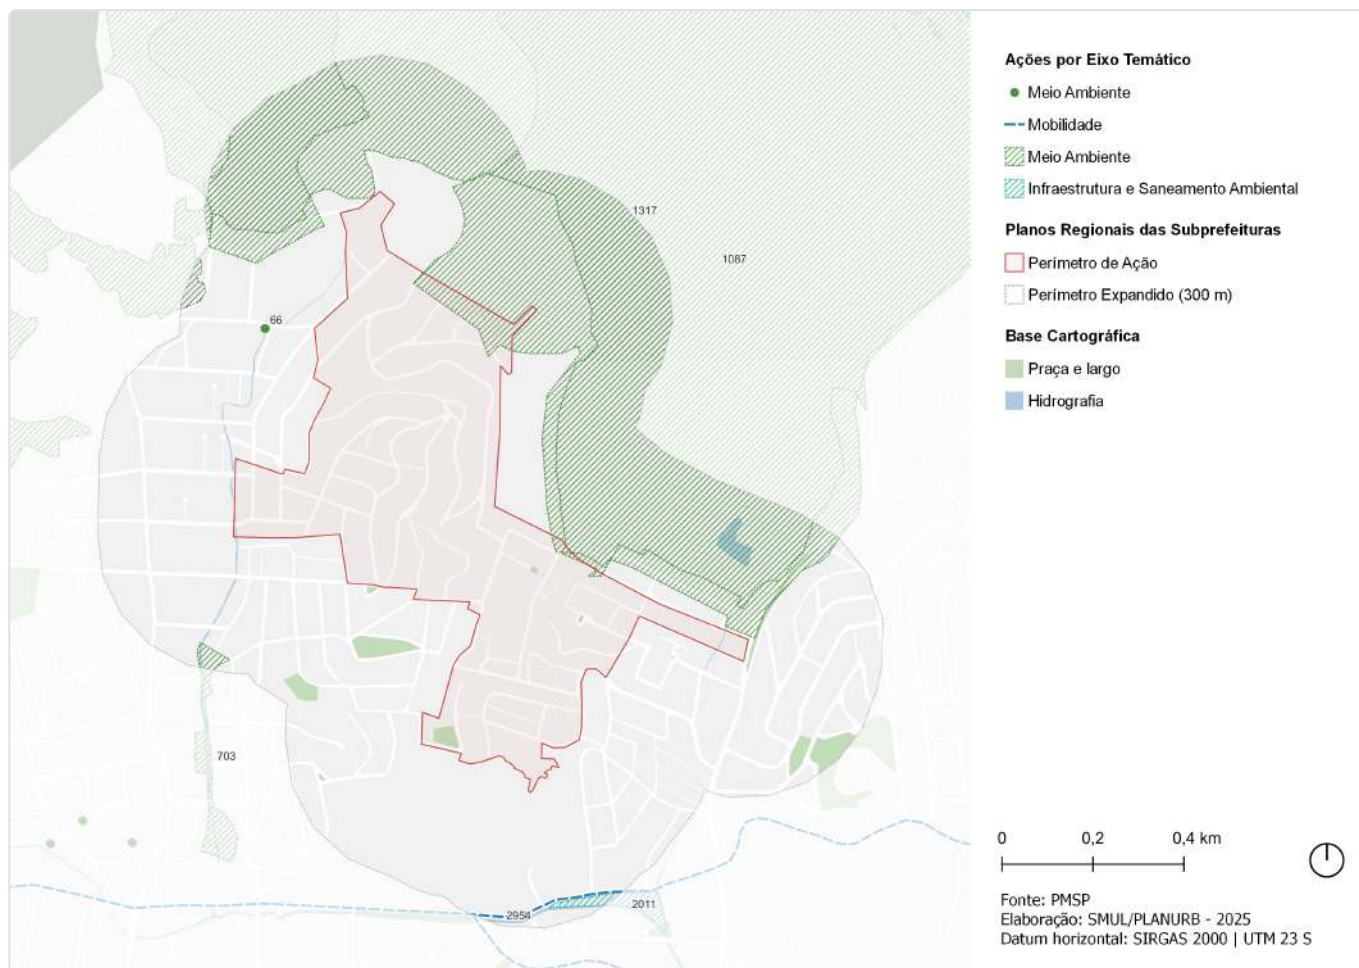 1317
1087
66
703
2954
2011
Ações por Eixo Temático
Meio Ambiente
Mobilidade
Meio Ambiente
Infraestrutura e Saneamento Ambiental
Planos Regionais das Subprefeituras
Perímetro de Ação
Perímetro Expandido (300 m)
Base Cartográfica
Praça e largo
Hidrografia
0 0,2 0,4 km
Fonte: PMSP
Elaboração: SMUL/PLANURB - 2025
Datum horizontal: SIRGAS 2000 | UTM 23 S